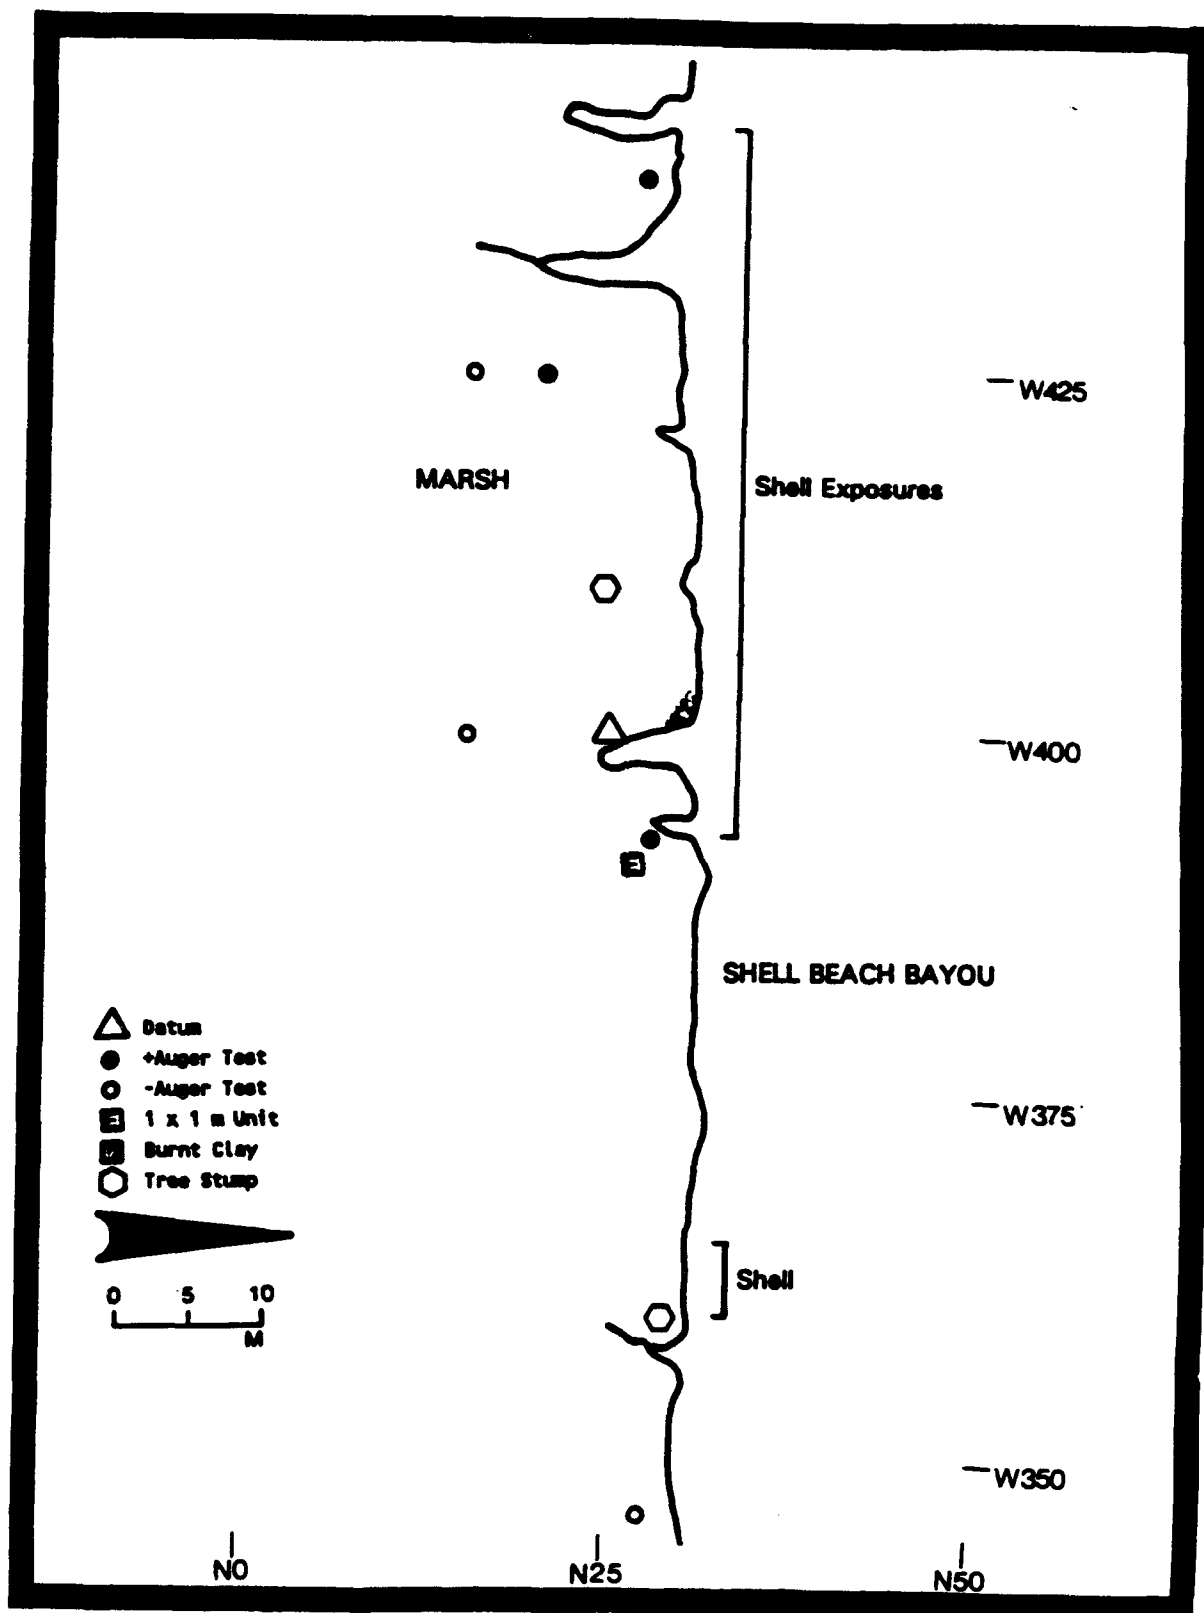 W425
MARSH
Shell Exposures
W400
SHELL BEACH BAYOU
Datum
+Auger Test
-Auger Test
1 x 1 m Unit
Burnt Clay
Tree Stump
W375
Shell
0 5 10
M
W350
N0 N25 N50